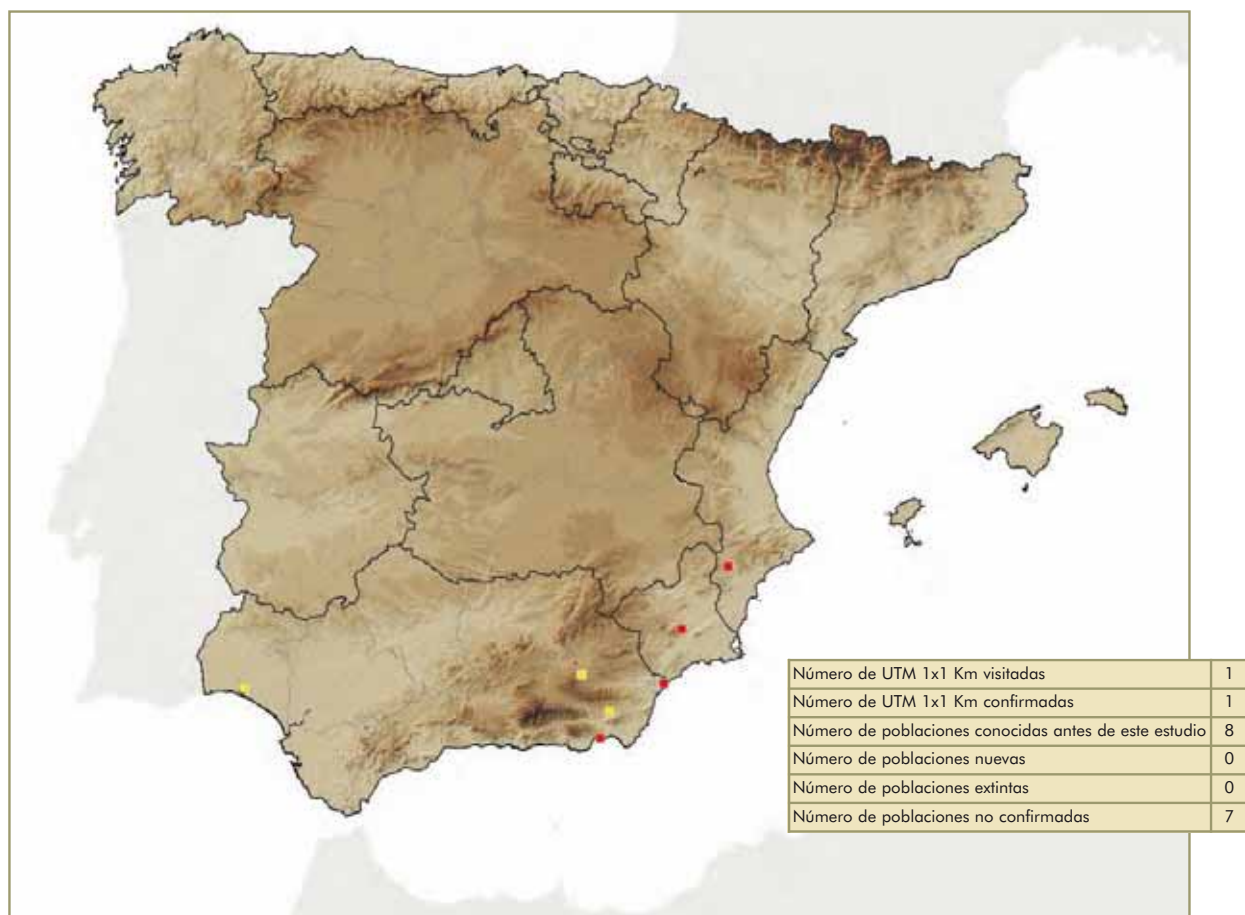 Número de UTM 1x1 Km visitadas 1
Número de UTM 1x1 Km confirmadas 1
Número de poblaciones conocidas antes de este estudio 8
Número de poblaciones nuevas 0
Número de poblaciones extintas 0
Número de poblaciones no confirmadas 7